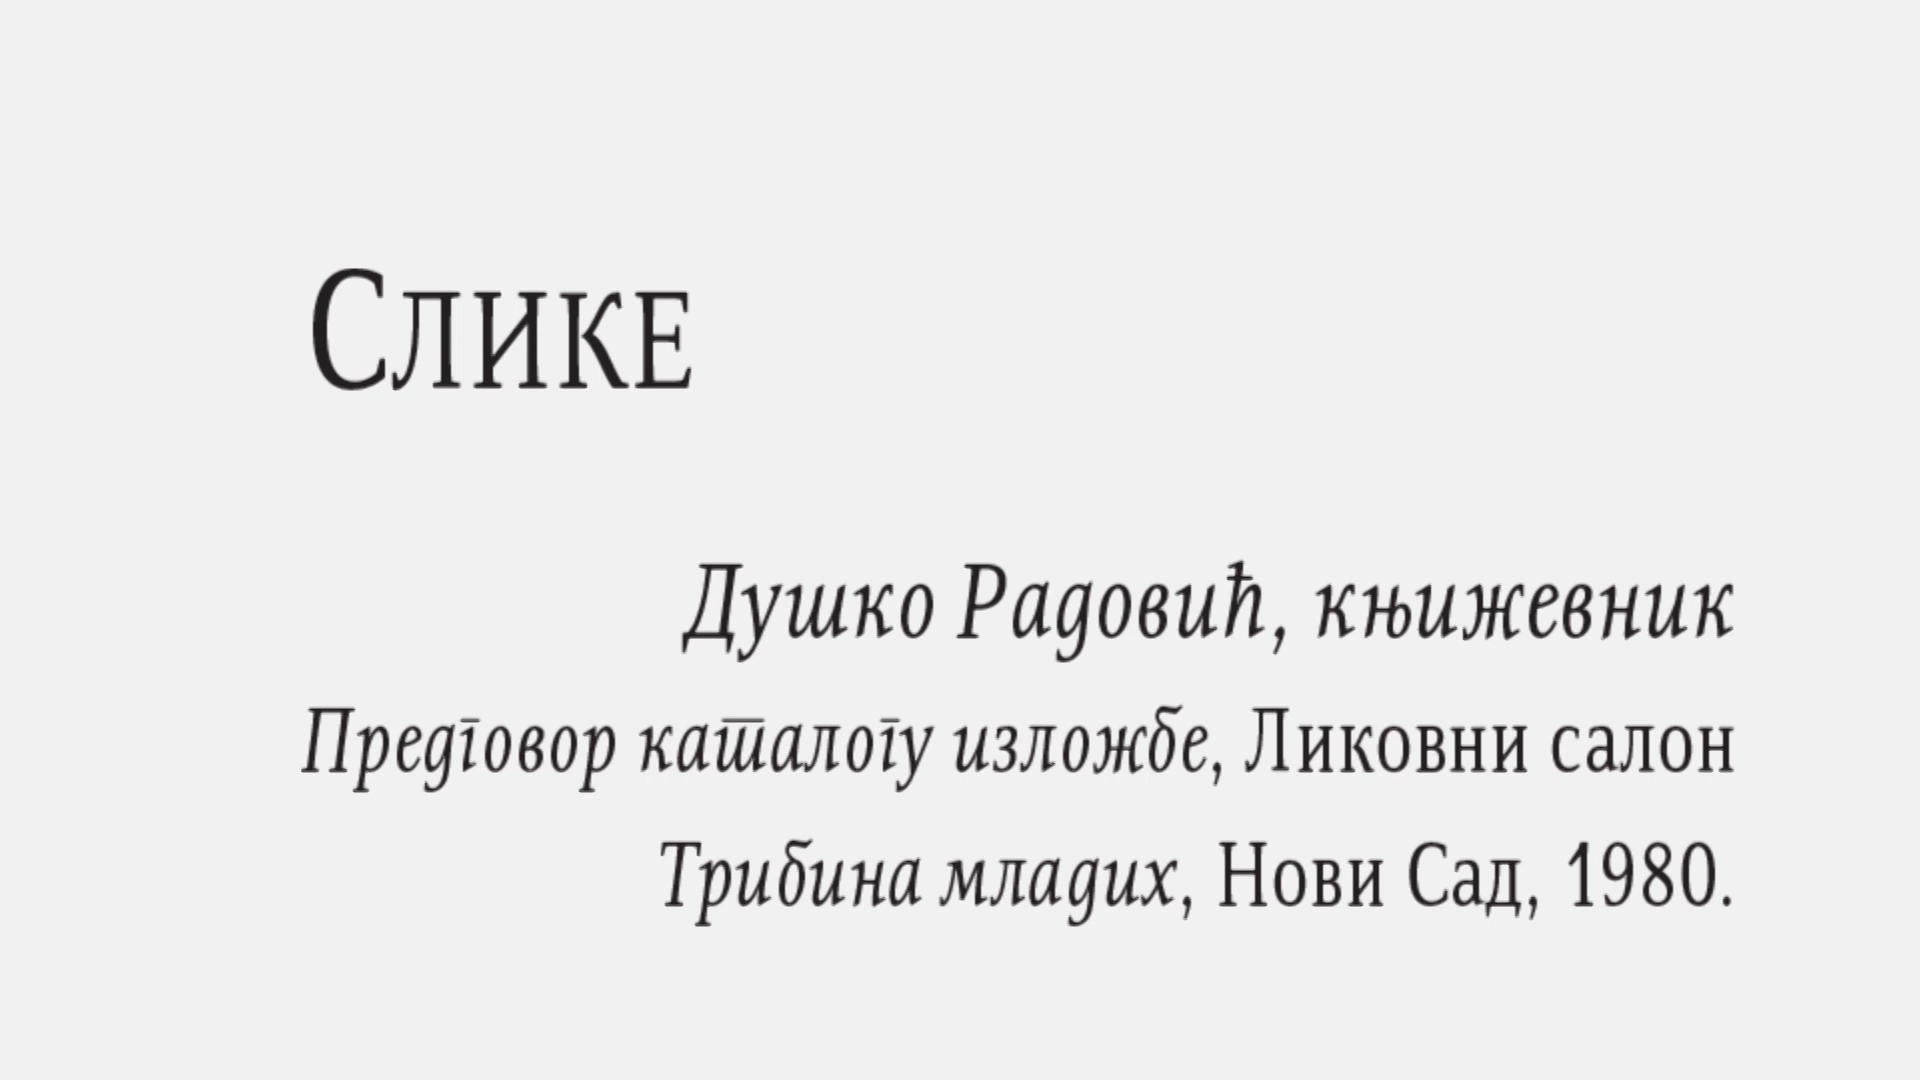 Слике
Душко Радовић, књижевник
Предговор каталогу изложбе, Ликовни салон
Трибина младих, Нови Сад, 1980.